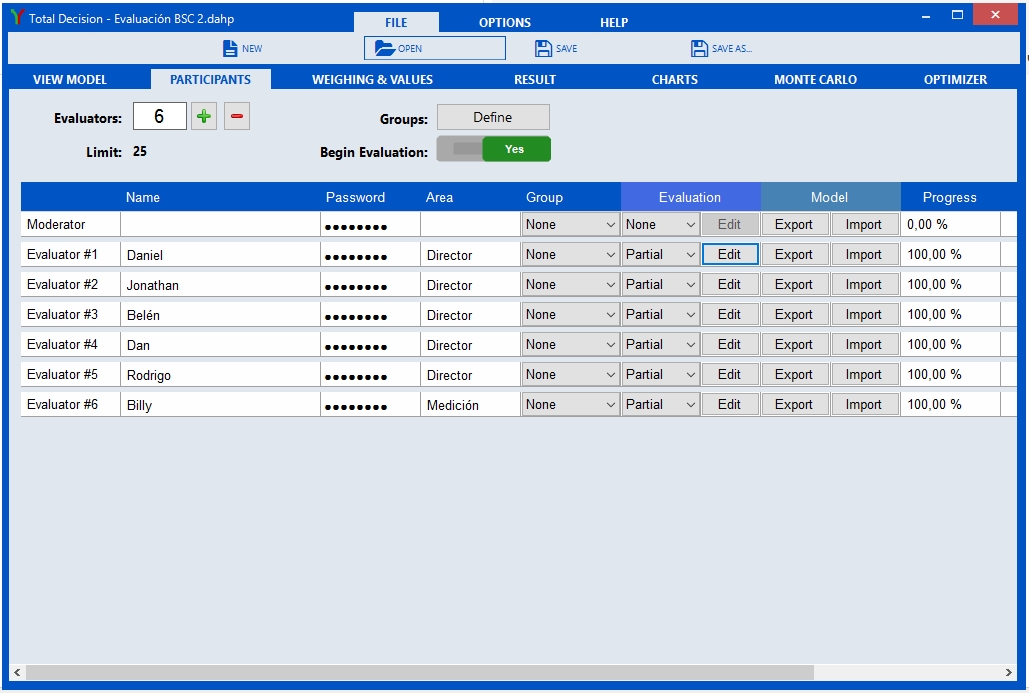 Total Decision - Evaluación BSC 2.dahp
FILE OPTIONS HELP
NEW OPEN SAVE SAVE AS...
VIEW MODEL PARTICIPANTS WEIGHING & VALUES RESULT CHARTS MONTE CARLO OPTIMIZER
Evaluators: 6 Groups: Define
Limit: 25 Begin Evaluation: Yes
Name Password Area Group Evaluation Model Progress
Moderator ●●●●●●●● None None Edit Export Import 0,00 %
Evaluator #1 Daniel ●●●●●●●● Director None Partial Edit Export Import 100,00 %
Evaluator #2 Jonathan ●●●●●●●● Director None Partial Edit Export Import 100,00 %
Evaluator #3 Belén ●●●●●●●● Director None Partial Edit Export Import 100,00 %
Evaluator #4 Dan ●●●●●●●● Director None Partial Edit Export Import 100,00 %
Evaluator #5 Rodrigo ●●●●●●●● Director None Partial Edit Export Import 100,00 %
Evaluator #6 Billy ●●●●●●●● Medición None Partial Edit Export Import 100,00 %